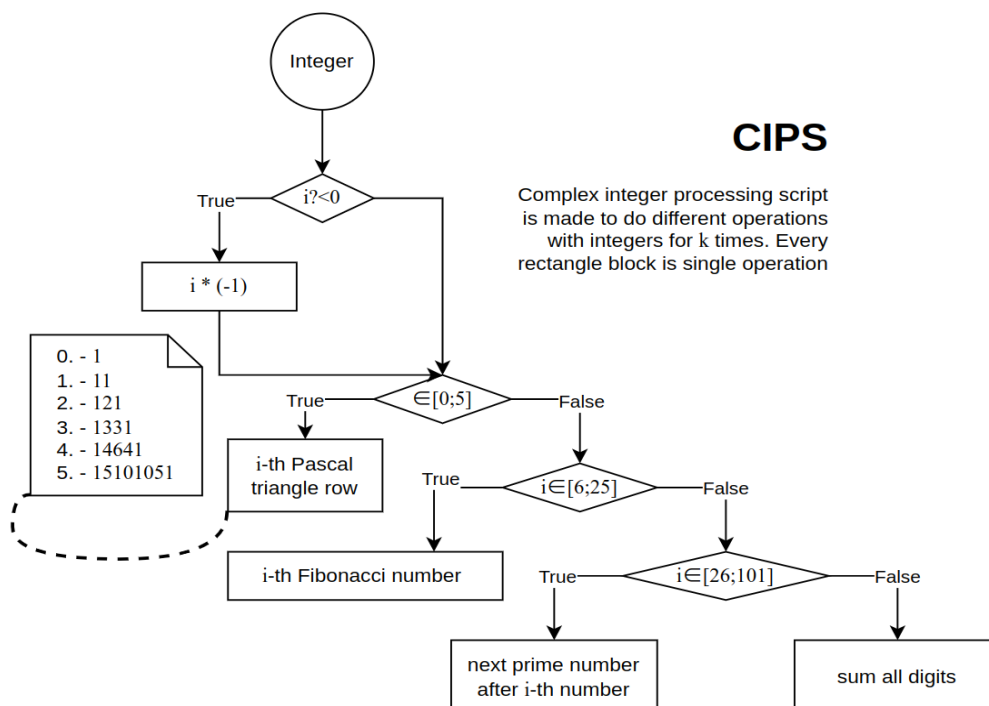 Integer
CIPS
Complex integer processing script
is made to do different operations
with integers for k times. Every
rectangle block is single operation
i?<0
True
i * (-1)
0. - 1
1. - 11
2. - 121
3. - 1331
4. - 14641
5. - 15101051
∈[0;5]
True
False
i-th Pascal
triangle row
i∈[6;25]
True
False
i-th Fibonacci number
i∈[26;101]
True
False
next prime number
after i-th number
sum all digits